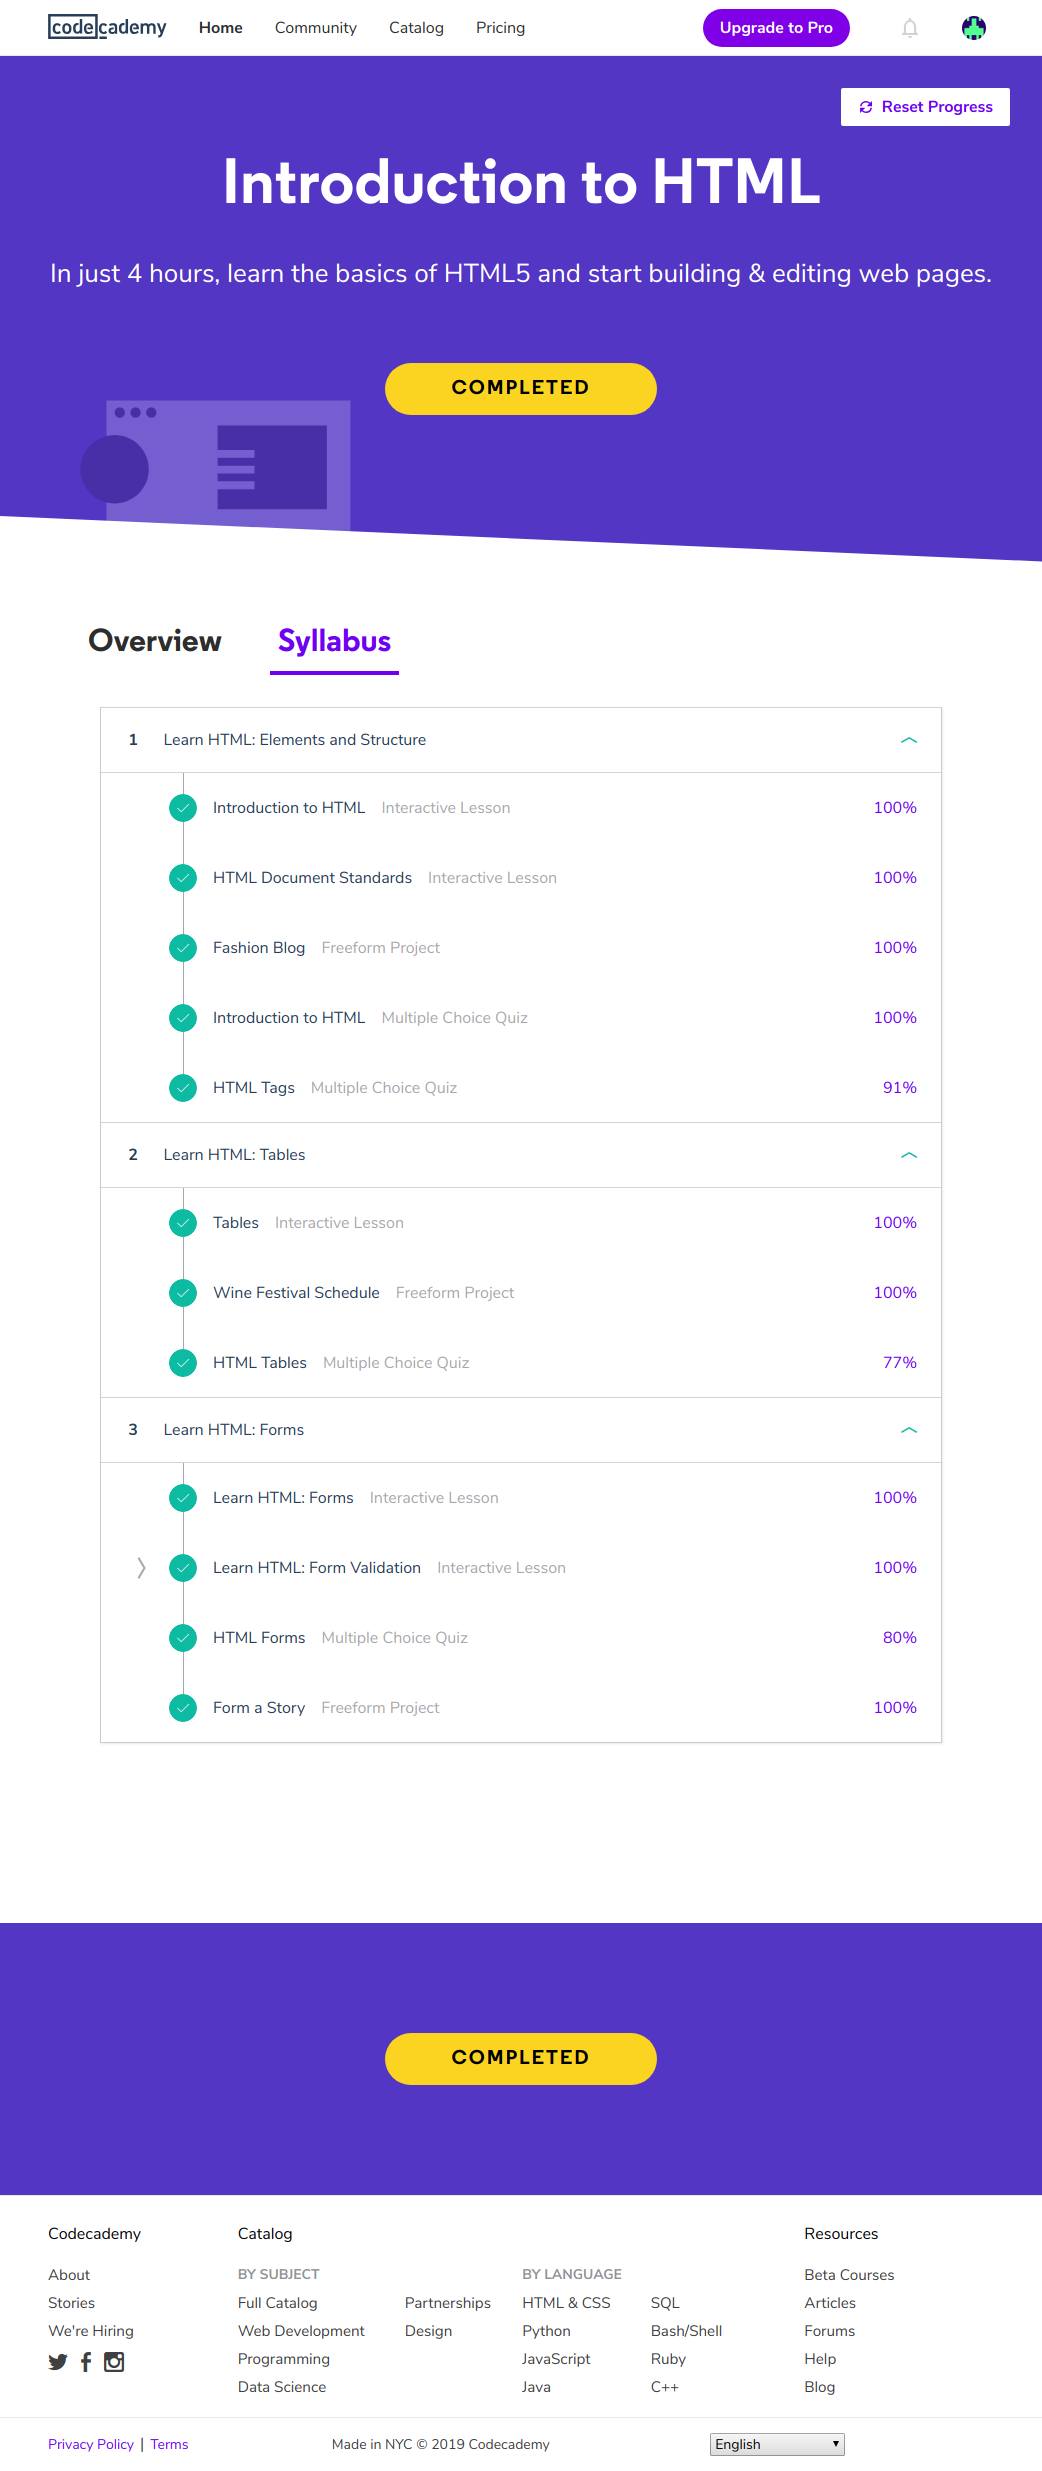 codecademy Home Community Catalog Pricing Upgrade to Pro
Reset Progress
Introduction to HTML
In just 4 hours, learn the basics of HTML5 and start building & editing web pages.
COMPLETED
Overview Syllabus
1 Learn HTML: Elements and Structure
Introduction to HTML Interactive Lesson 100%
HTML Document Standards Interactive Lesson 100%
Fashion Blog Freeform Project 100%
Introduction to HTML Multiple Choice Quiz 100%
HTML Tags Multiple Choice Quiz 91%
2 Learn HTML: Tables
Tables Interactive Lesson 100%
Wine Festival Schedule Freeform Project 100%
HTML Tables Multiple Choice Quiz 77%
3 Learn HTML: Forms
Learn HTML: Forms Interactive Lesson 100%
Learn HTML: Form Validation Interactive Lesson 100%
HTML Forms Multiple Choice Quiz 80%
Form a Story Freeform Project 100%
COMPLETED
Codecademy Catalog Resources
About BY SUBJECT BY LANGUAGE Beta Courses
Stories Full Catalog Partnerships HTML & CSS SQL Articles
We're Hiring Web Development Design Python Bash/Shell Forums
Programming JavaScript Ruby Help
Data Science Java C++ Blog
Privacy Policy | Terms Made in NYC © 2019 Codecademy English